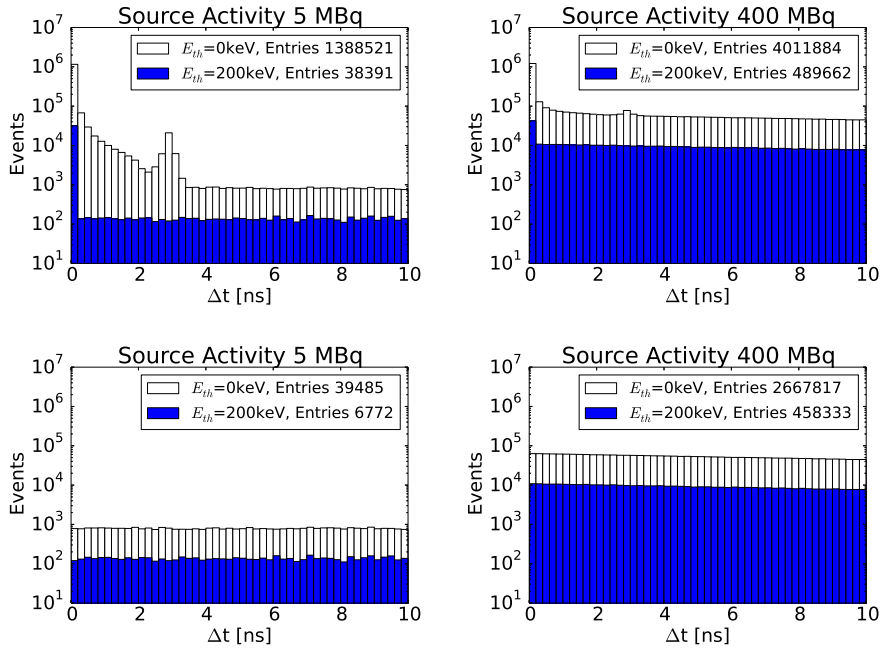 Source Activity 5 MBq
10^7
10^6
10^5
10^4
10^3
10^2
10^1
Events
E_th=0keV, Entries 1388521
E_th=200keV, Entries 38391
0 2 4 6 8 10
Δt [ns]
Source Activity 400 MBq
10^7
10^6
10^5
10^4
10^3
10^2
10^1
Events
E_th=0keV, Entries 4011884
E_th=200keV, Entries 489662
0 2 4 6 8 10
Δt [ns]
Source Activity 5 MBq
10^7
10^6
10^5
10^4
10^3
10^2
10^1
Events
E_th=0keV, Entries 39485
E_th=200keV, Entries 6772
0 2 4 6 8 10
Δt [ns]
Source Activity 400 MBq
10^7
10^6
10^5
10^4
10^3
10^2
10^1
Events
E_th=0keV, Entries 2667817
E_th=200keV, Entries 458333
0 2 4 6 8 10
Δt [ns]